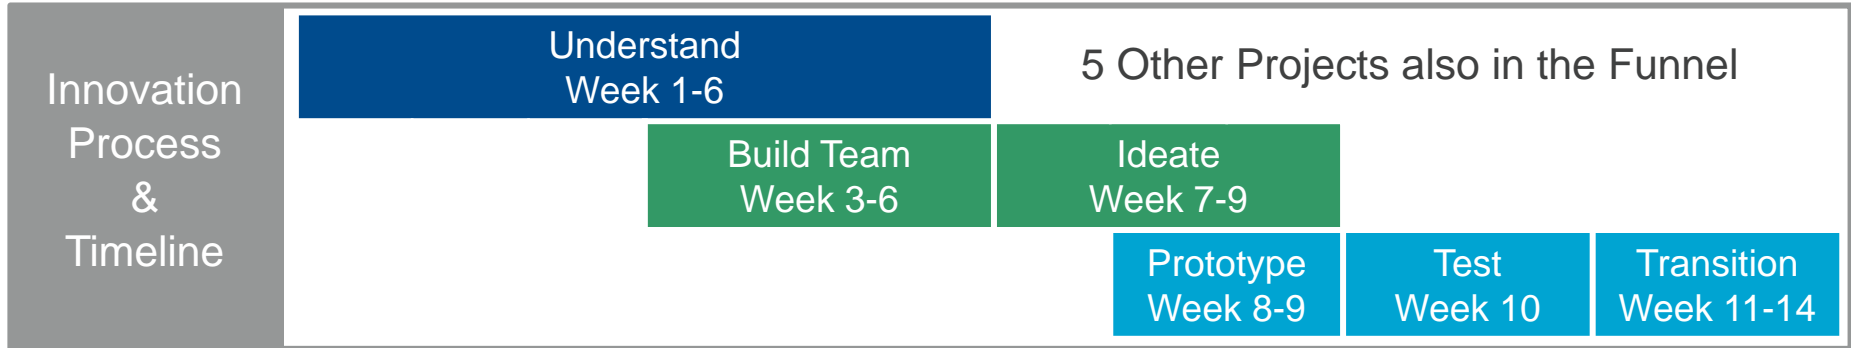 Innovation
Process
&
Timeline
Understand
Week 1-6
5 Other Projects also in the Funnel
Build Team
Week 3-6
Ideate
Week 7-9
Prototype
Week 8-9
Test
Week 10
Transition
Week 11-14